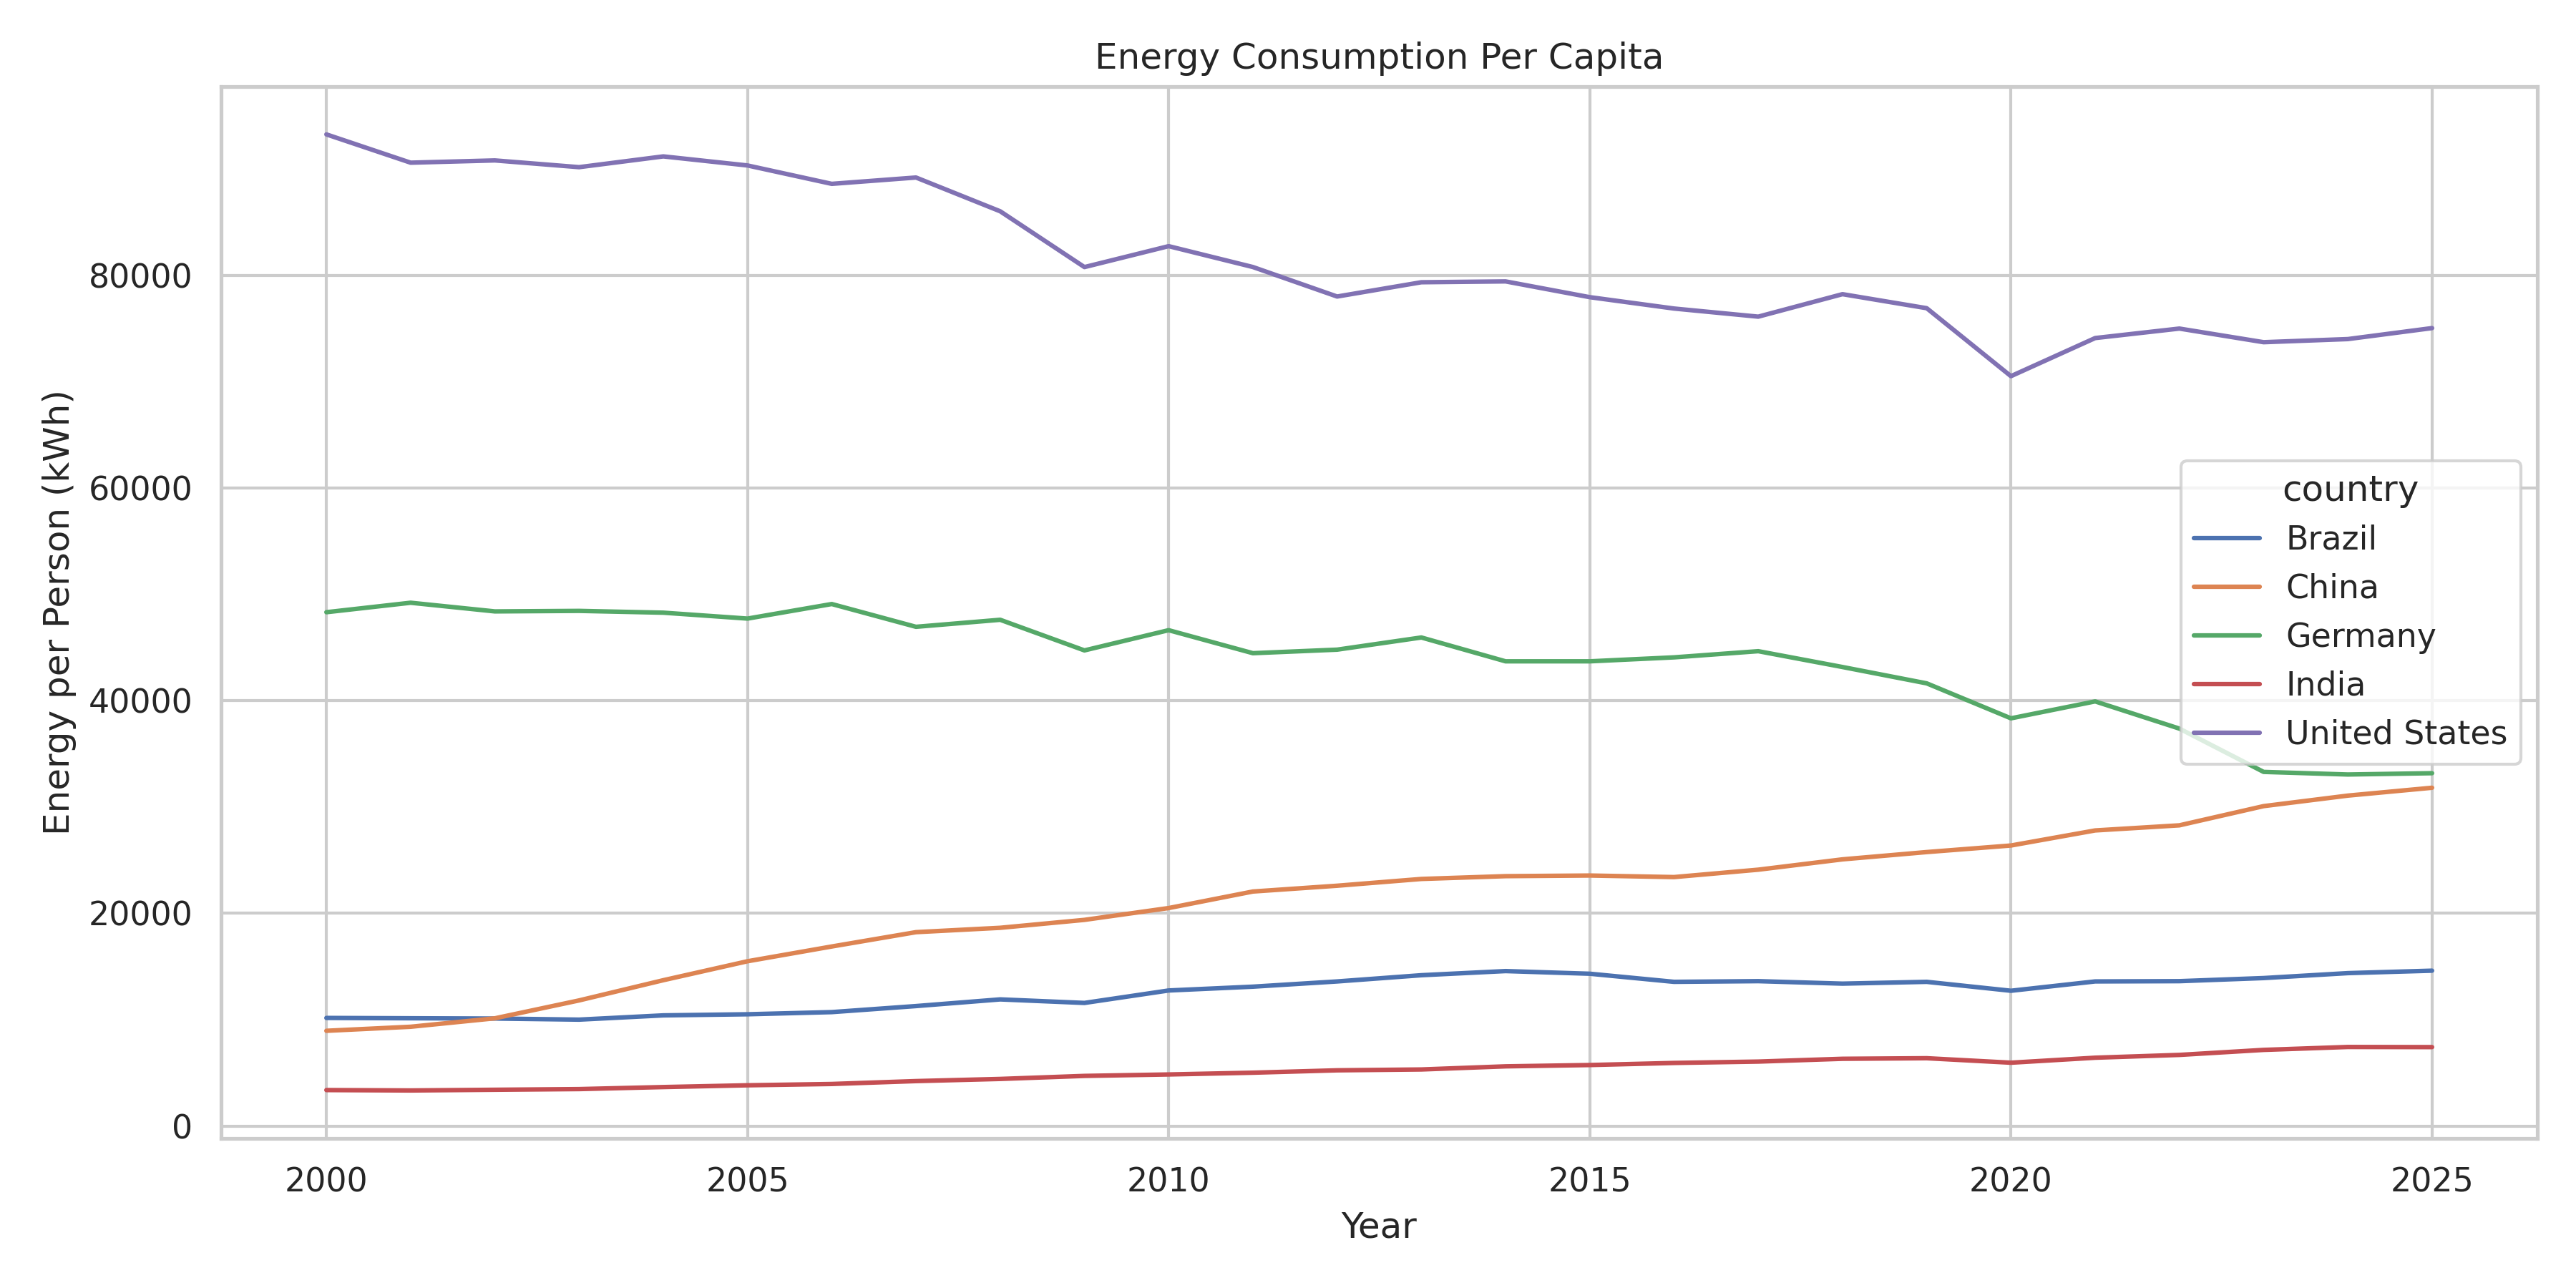 Energy Consumption Per Capita
Energy per Person (kWh)
80000
60000
40000
20000
0
country
Brazil
China
Germany
India
United States
2000 2005 2010 2015 2020 2025
Year